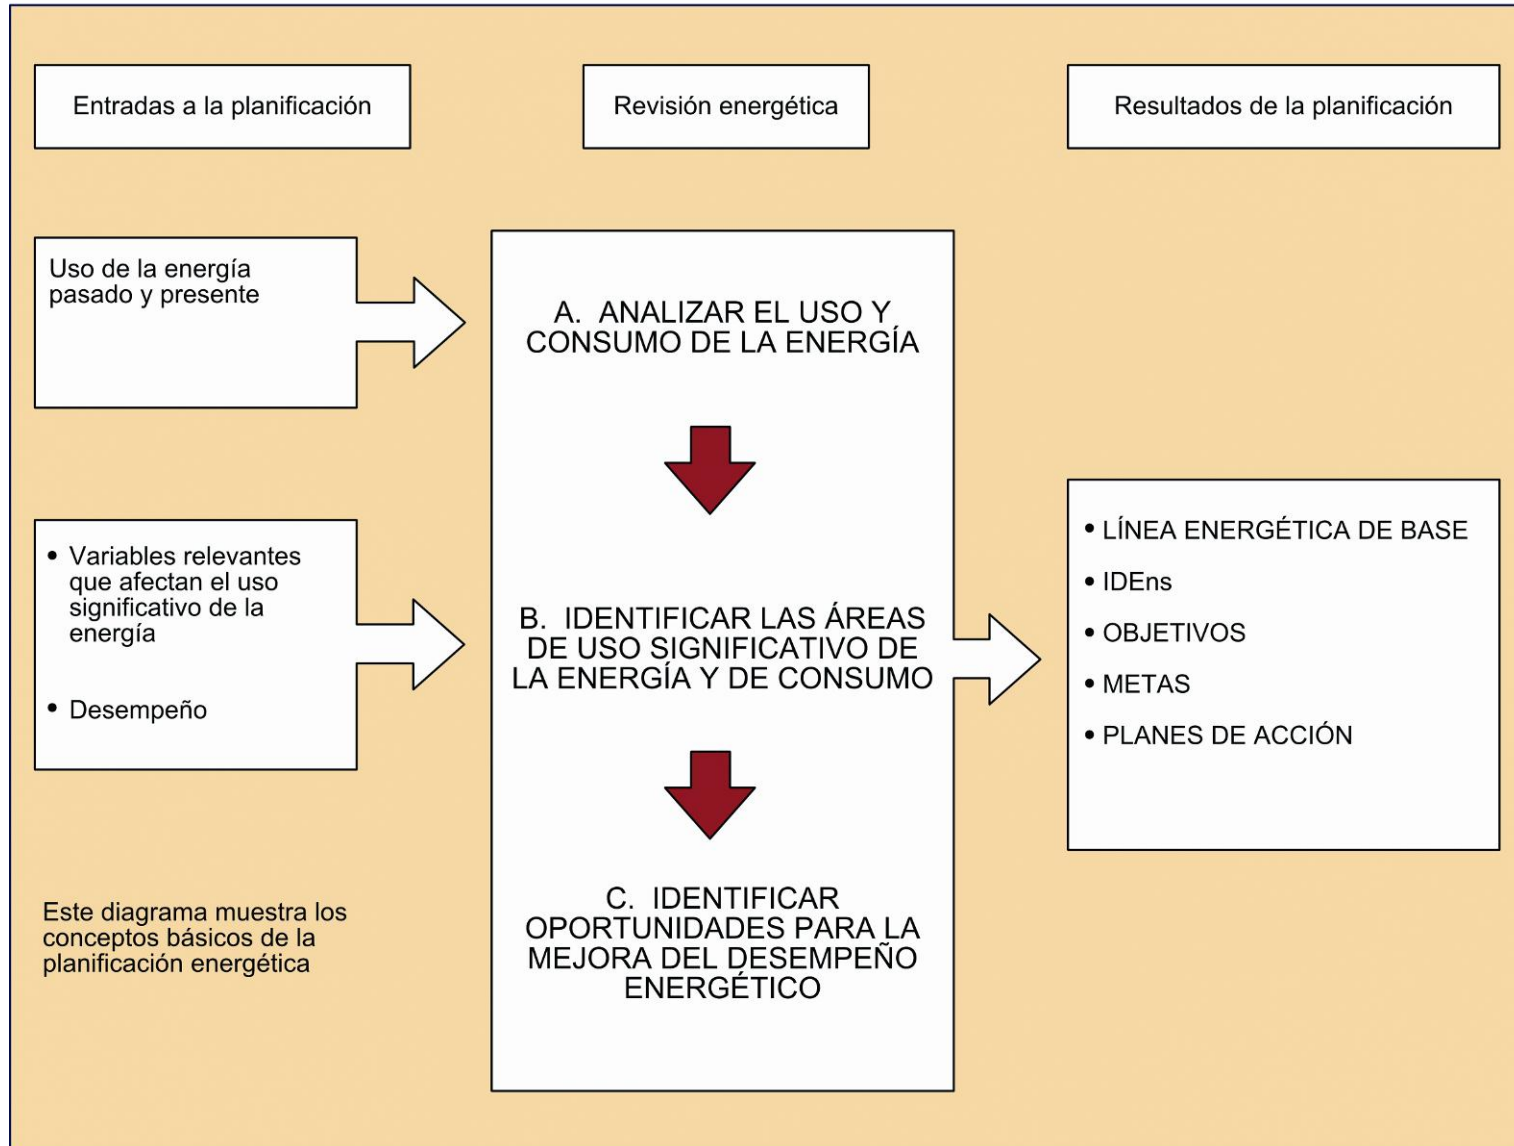 Entradas a la planificación
Revisión energética
Resultados de la planificación
Uso de la energía
pasado y presente
A. ANALIZAR EL USO Y
CONSUMO DE LA ENERGÍA
• Variables relevantes
que afectan el uso
significativo de la
energía
• Desempeño
B. IDENTIFICAR LAS ÁREAS
DE USO SIGNIFICATIVO DE
LA ENERGÍA Y DE CONSUMO
C. IDENTIFICAR
OPORTUNIDADES PARA LA
MEJORA DEL DESEMPEÑO
ENERGÉTICO
• LÍNEA ENERGÉTICA DE BASE
• IDEns
• OBJETIVOS
• METAS
• PLANES DE ACCIÓN
Este diagrama muestra los
conceptos básicos de la
planificación energética